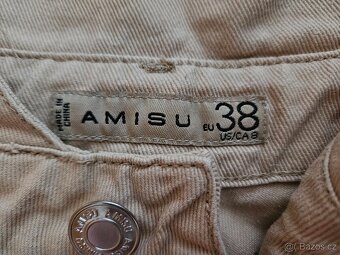 MADE IN
CHINA
AMISU
EU 38
US/CA 8
AMISU
Bazos.cz